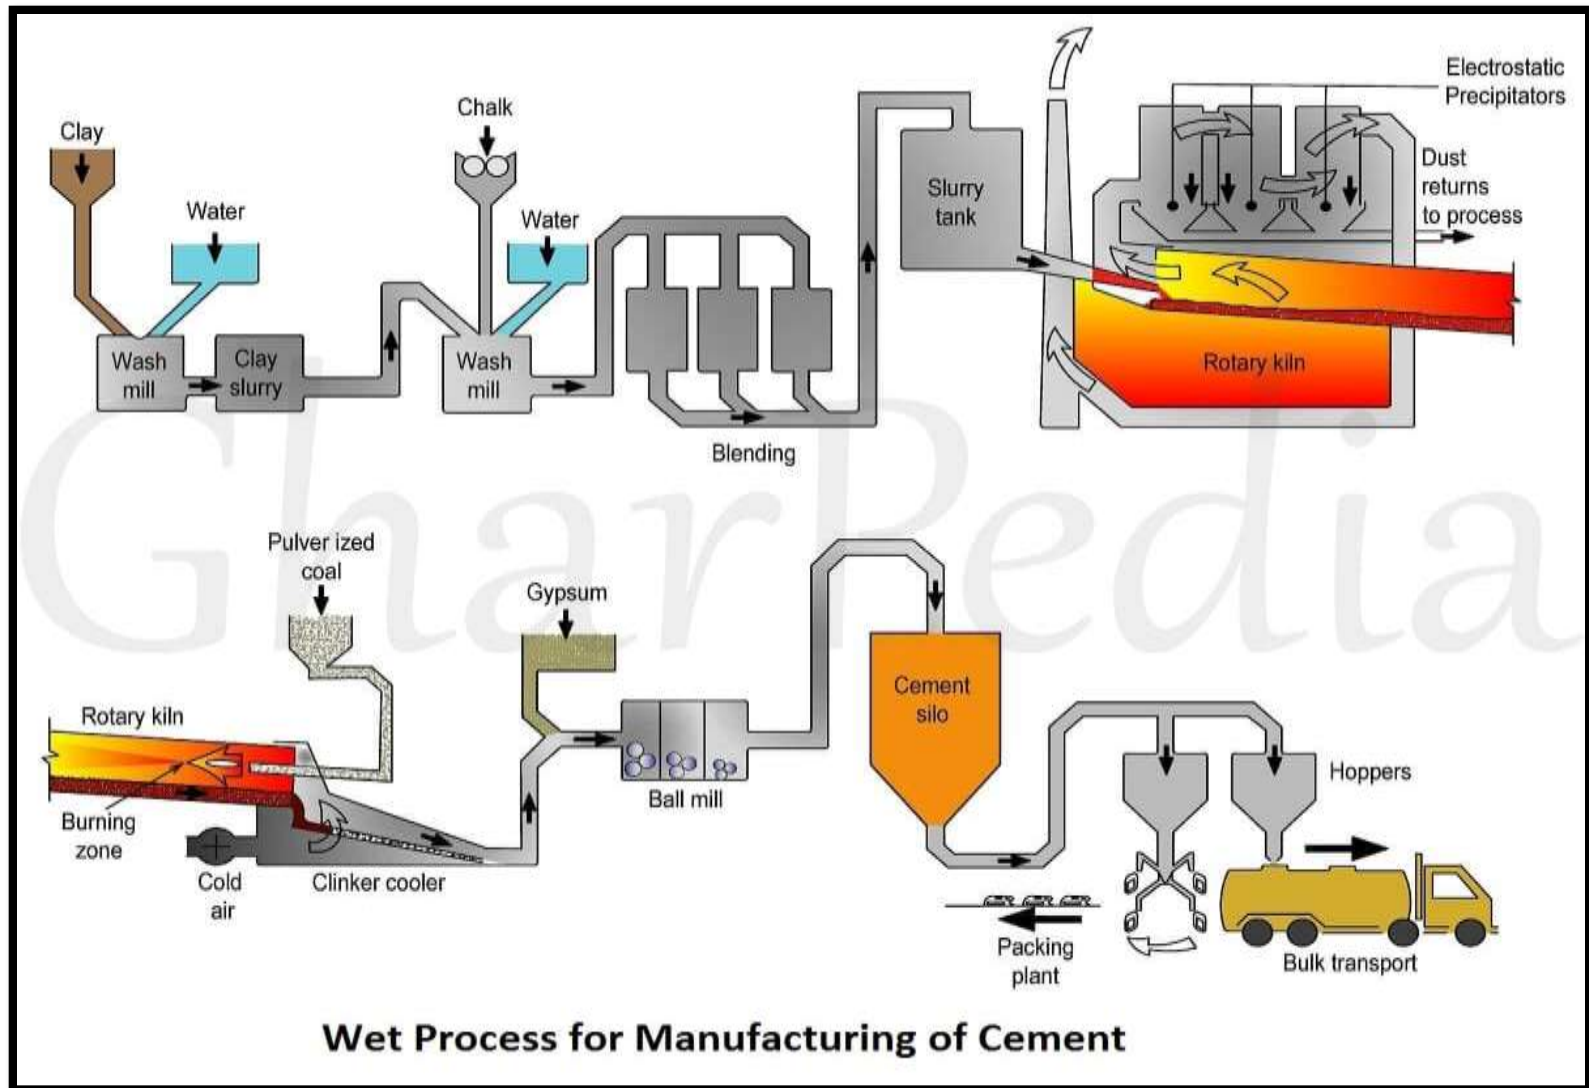 Clay
Water
Chalk
Water
Wash
mill
Clay
slurry
Wash
mill
Blending
Slurry
tank
Electrostatic
Precipitators
Dust
returns
to process
Rotary kiln
GharPedia
Pulver ized
coal
Gypsum
Rotary kiln
Burning
zone
Cold
air
Clinker cooler
Ball mill
Cement
silo
Hoppers
Packing
plant
Bulk transport
Wet Process for Manufacturing of Cement